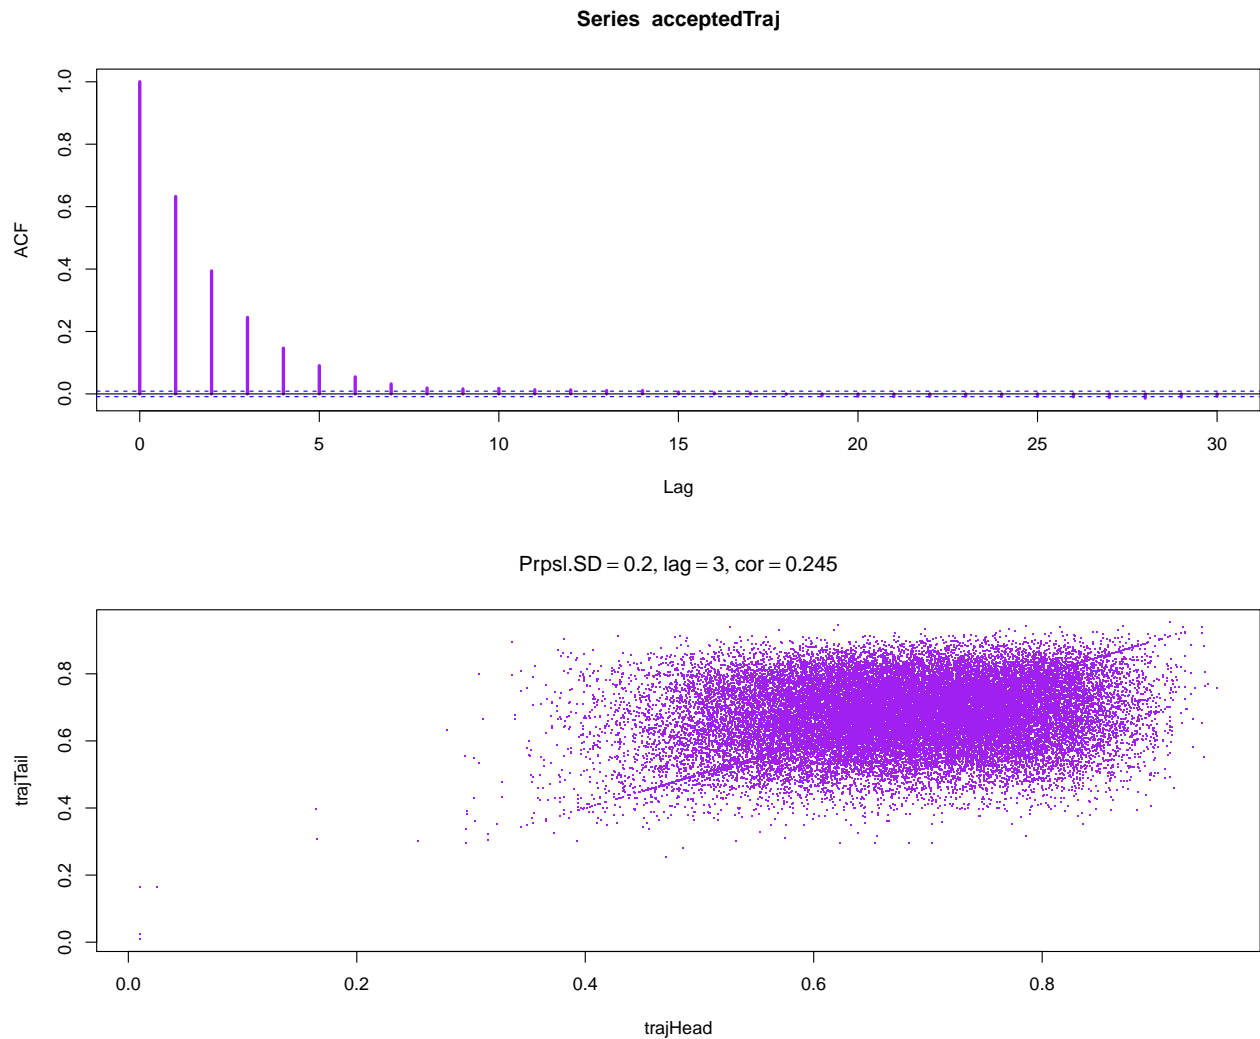 Series acceptedTraj
ACF
1.0
0.8
0.6
0.4
0.2
0.0
0 5 10 15 20 25 30
Lag
Prpsl.SD = 0.2, lag = 3, cor = 0.245
trajTail
0.8
0.6
0.4
0.2
0.0
0.0 0.2 0.4 0.6 0.8
trajHead